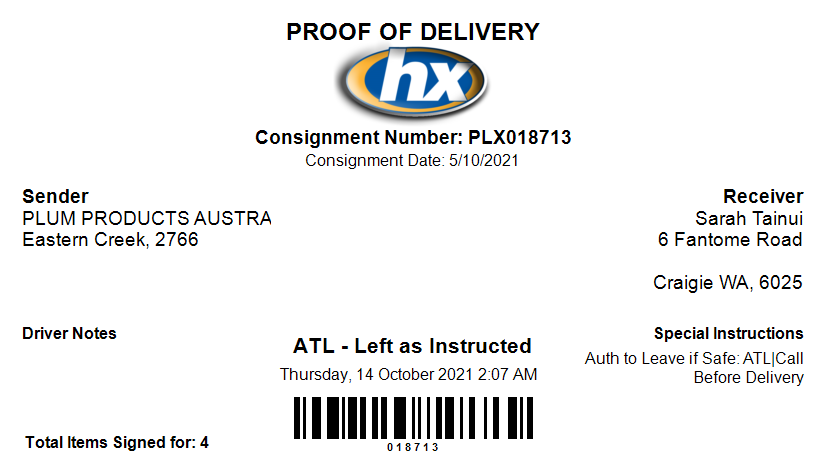 PROOF OF DELIVERY
hx
Consignment Number: PLX018713
Consignment Date: 5/10/2021
Sender
PLUM PRODUCTS AUSTRA
Eastern Creek, 2766
Receiver
Sarah Tainui
6 Fantome Road
Craigie WA, 6025
Driver Notes
ATL - Left as Instructed
Thursday, 14 October 2021 2:07 AM
018713
Special Instructions
Auth to Leave if Safe: ATL|Call
Before Delivery
Total Items Signed for: 4